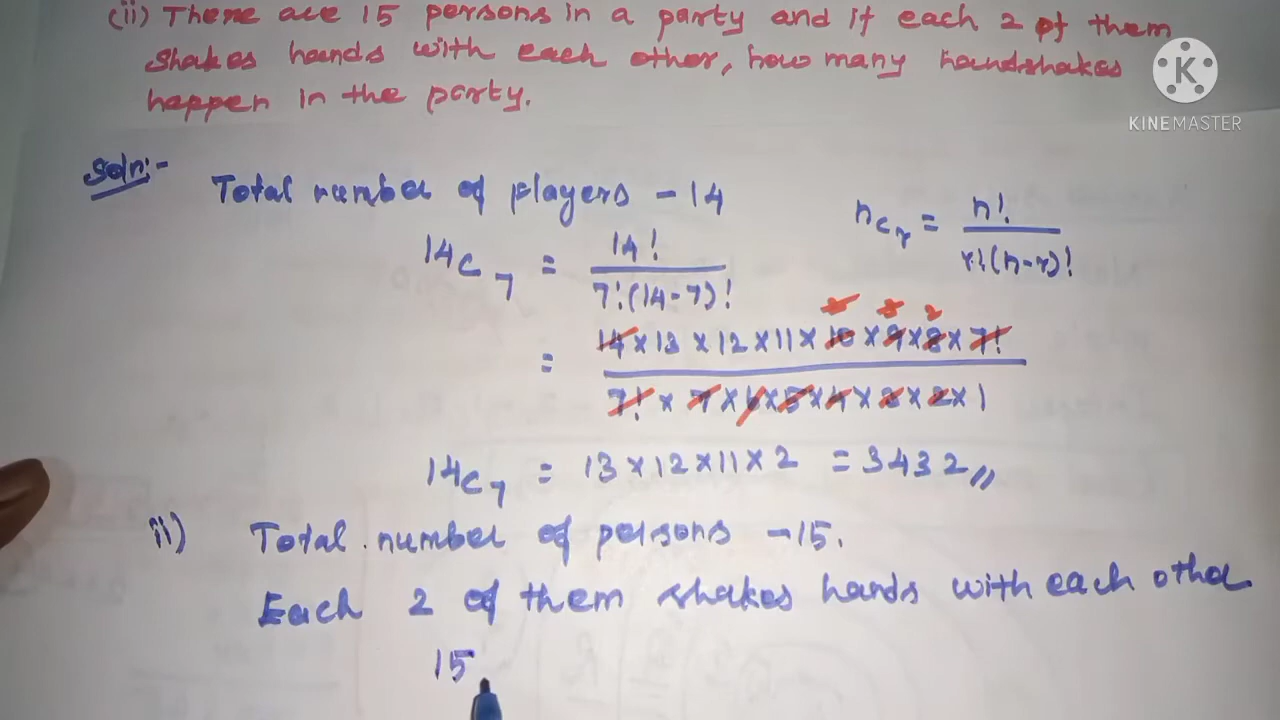 (ii) There are 15 persons in a party and if each 2 of them
shakes hands with each other, how many handshakes
happen in the party.
K
KINEMASTER
Soln:-
Total number of players - 14
nCr = n! / r!(n-r)!
14C7 = 14! / 7!(14-7)!
5 3 2
= 14×13×12×11×10×9×8×7! / 7!×7×6×5×4×3×2×1
14C7 = 13×12×11×2 = 3432//
ii) Total number of persons -15.
Each 2 of them shakes hands with each other
15